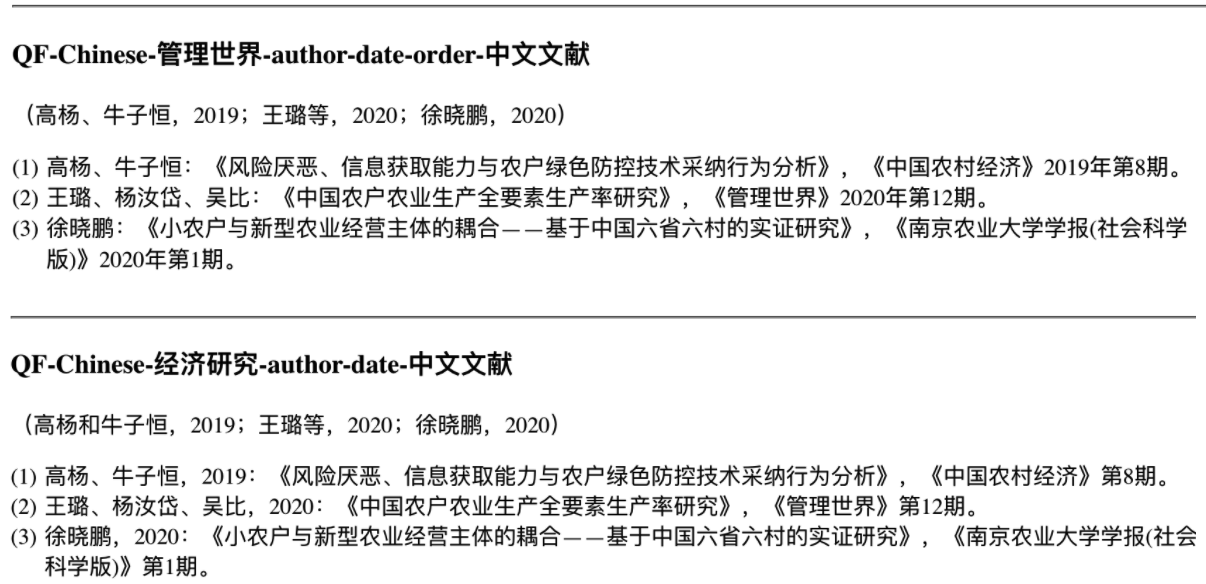 QF-Chinese-管理世界-author-date-order-中文文献
（高杨、牛子恒，2019；王璐等，2020；徐晓鹏，2020）
(1) 高杨、牛子恒：《风险厌恶、信息获取能力与农户绿色防控技术采纳行为分析》，《中国农村经济》2019年第8期。
(2) 王璐、杨汝岱、吴比：《中国农户农业生产全要素生产率研究》，《管理世界》2020年第12期。
(3) 徐晓鹏：《小农户与新型农业经营主体的耦合——基于中国六省六村的实证研究》，《南京农业大学学报(社会科学
版)》2020年第1期。
QF-Chinese-经济研究-author-date-中文文献
（高杨和牛子恒，2019；王璐等，2020；徐晓鹏，2020）
(1) 高杨、牛子恒，2019：《风险厌恶、信息获取能力与农户绿色防控技术采纳行为分析》，《中国农村经济》第8期。
(2) 王璐、杨汝岱、吴比，2020：《中国农户农业生产全要素生产率研究》，《管理世界》第12期。
(3) 徐晓鹏，2020：《小农户与新型农业经营主体的耦合——基于中国六省六村的实证研究》，《南京农业大学学报(社会
科学版)》第1期。